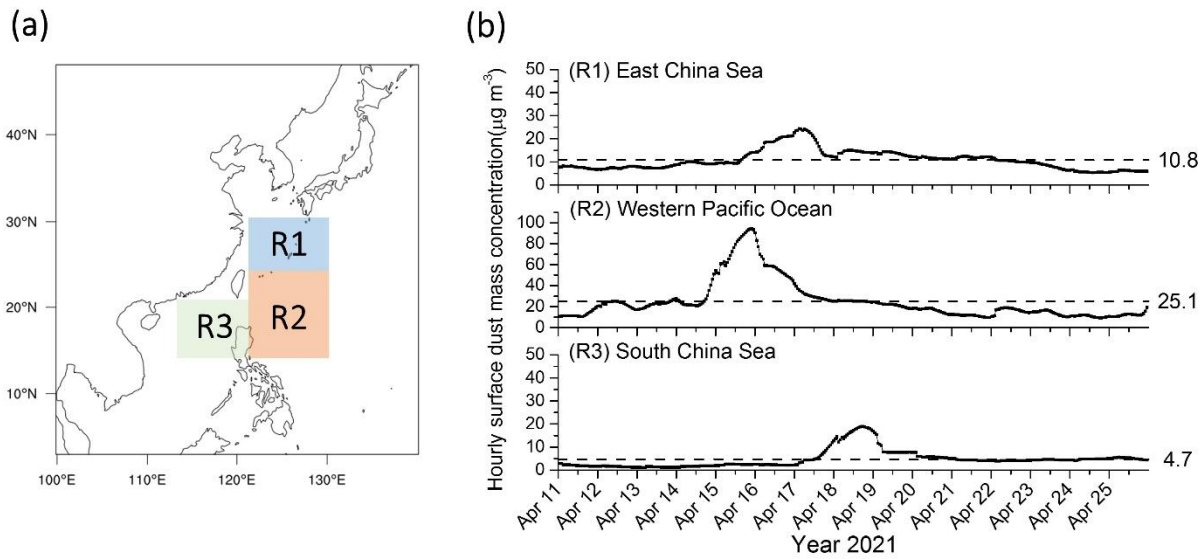 (a)
40°N
30°N
20°N
10°N
100°E
110°E
120°E
130°E
R1
R2
R3
(b)
Hourly surface dust mass concentration(μg m⁻³)
(R1) East China Sea
50
40
30
20
10
0
10.8
(R2) Western Pacific Ocean
100
80
60
40
20
0
25.1
(R3) South China Sea
50
40
30
20
10
0
4.7
Apr 11
Apr 12
Apr 13
Apr 14
Apr 15
Apr 16
Apr 17
Apr 18
Apr 19
Apr 20
Apr 21
Apr 22
Apr 23
Apr 24
Apr 25
Year 2021